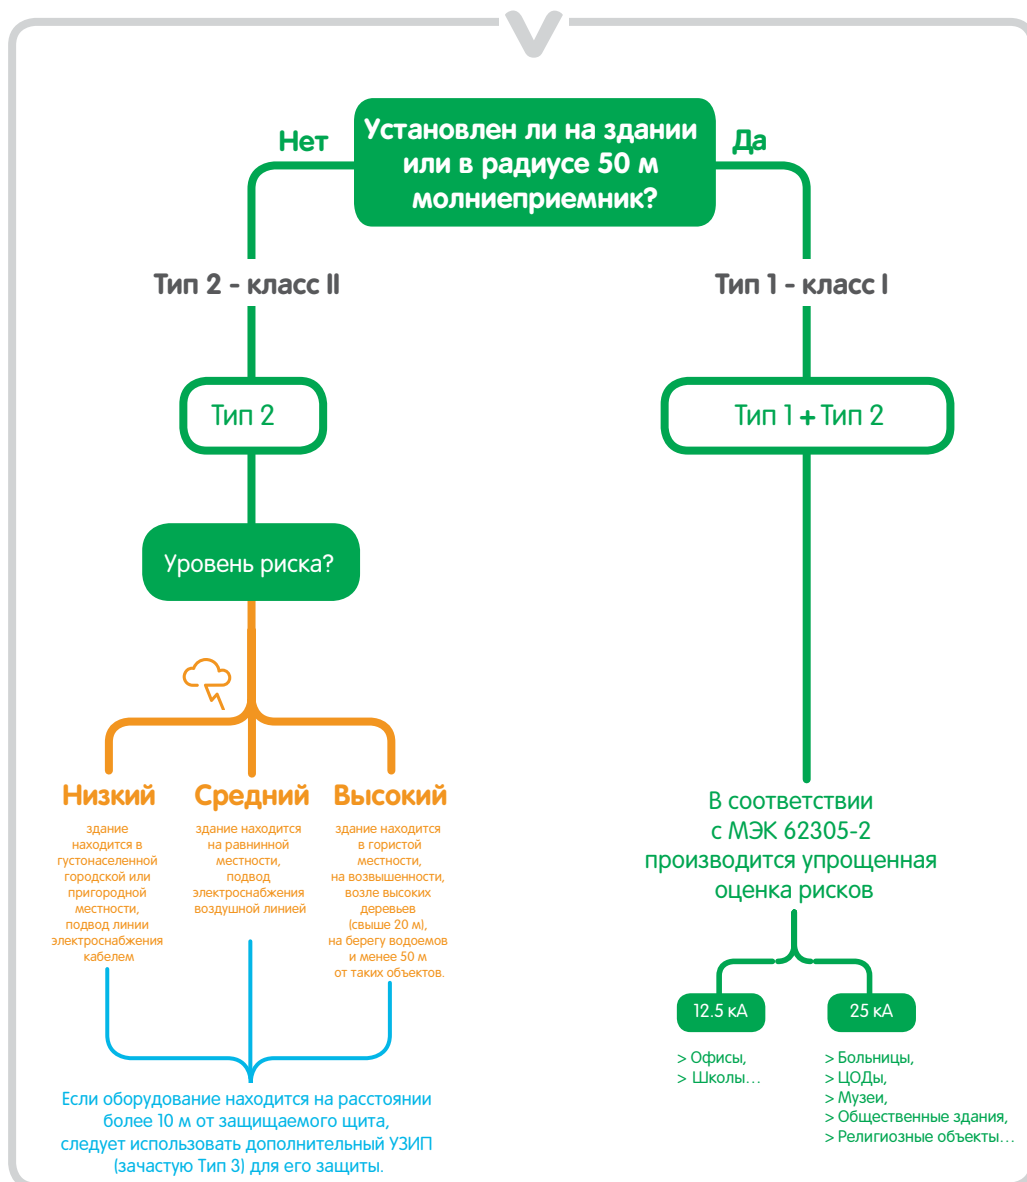 Установлен ли на здании
или в радиусе 50 м
молниеприемник?
Нет
Да
Тип 2 - класс II
Тип 1 - класс I
Тип 2
Тип 1 + Тип 2
Уровень риска?
Низкий
здание
находится в
густонаселенной
городской или
пригородной
местности,
подвод линии
электроснабжения
кабелем
Средний
здание находится
на равнинной
местности,
подвод
электроснабжения
воздушной линией
Высокий
здание находится
в гористой
местности,
на возвышенности,
возле высоких
деревьев
(свыше 20 м),
на берегу водоемов
и менее 50 м
от таких объектов.
Если оборудование находится на расстоянии
более 10 м от защищаемого щита,
следует использовать дополнительный УЗИП
(зачастую Тип 3) для его защиты.
В соответствии
с МЭК 62305-2
производится упрощенная
оценка рисков
12.5 кА
> Офисы,
> Школы...
25 кА
> Больницы,
> ЦОДы,
> Музеи,
> Общественные здания,
> Религиозные объекты...